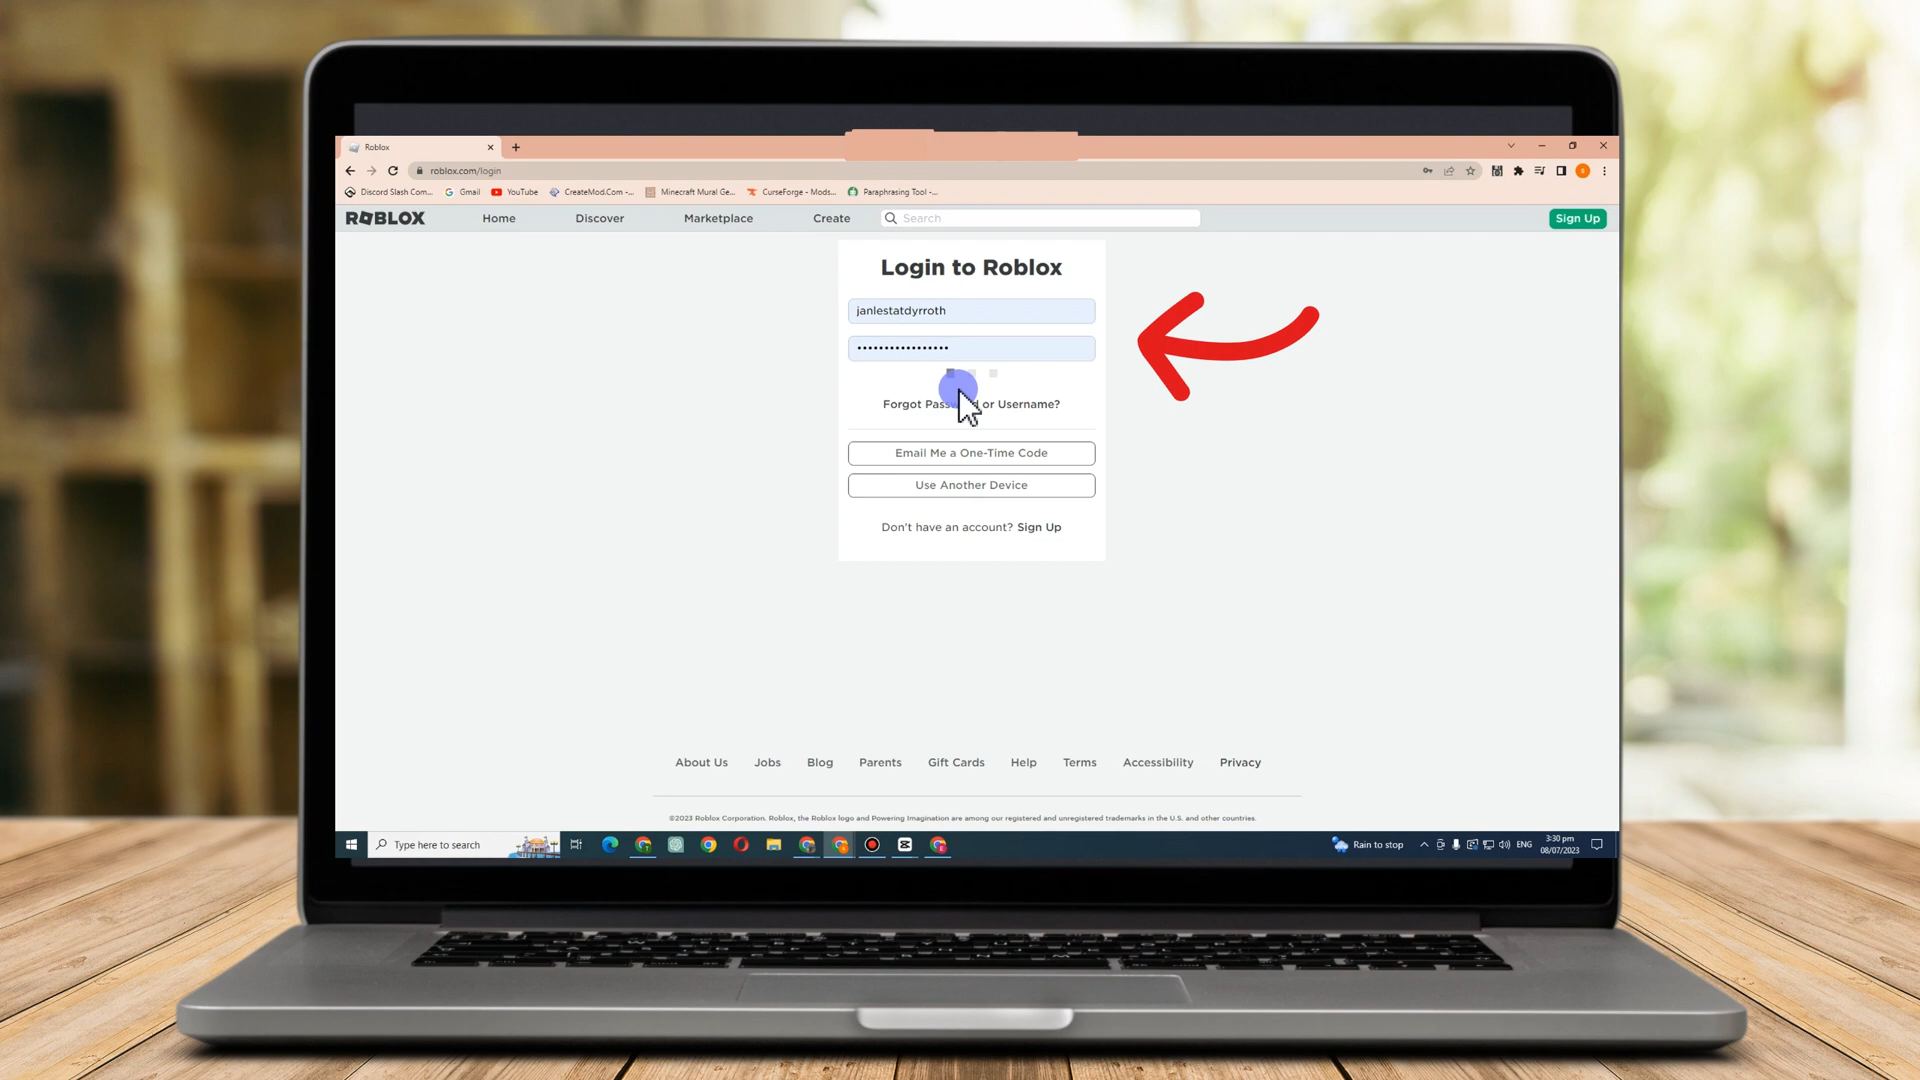 Roblox
roblox.com/login
Discord Slash Com... Gmail YouTube CreateMod.Com -... Minecraft Mural Ge... CurseForge - Mods... Paraphrasing Tool -...
ROBLOX Home Discover Marketplace Create Search Sign Up
Login to Roblox
janlestatdyrroth
•••••••••••••••••
Forgot or Username?
Email Me a One-Time Code
Use Another Device
Don't have an account? Sign Up
About Us Jobs Blog Parents Gift Cards Help Terms Accessibility Privacy
©2023 Roblox Corporation. Roblox, the Roblox logo and Powering Imagination are among our registered and unregistered trademarks in the U.S. and other countries.
Type here to search Rain to stop ENG 3:30 pm
08/07/2023